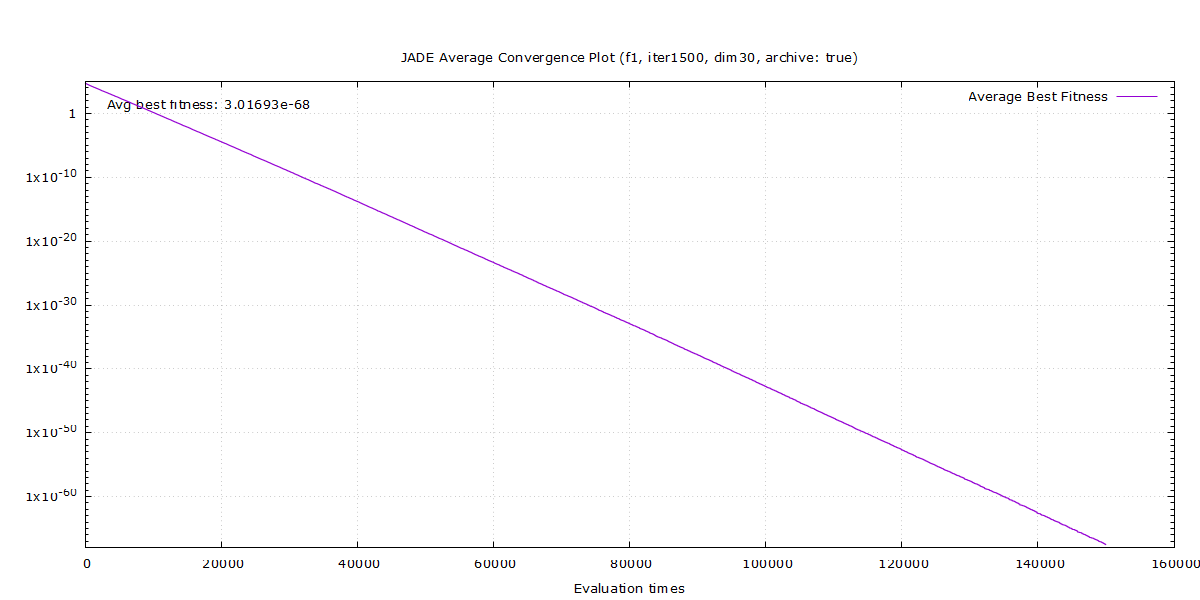 JADE Average Convergence Plot (f1, iter1500, dim30, archive: true)
Avg best fitness: 3.01693e-68
Average Best Fitness
1
1x10^-10
1x10^-20
1x10^-30
1x10^-40
1x10^-50
1x10^-60
0 20000 40000 60000 80000 100000 120000 140000 160000
Evaluation times